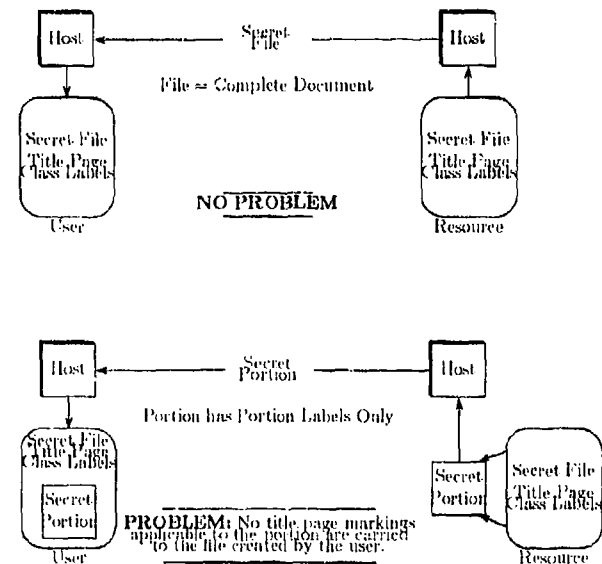 Host
Secret
File
Host
File = Complete Document
Secret File
Title Page
Class Labels
User
NO PROBLEM
Secret File
Title Page
Class Labels
Resource
Host
Secret
Portion
Host
Portion has Portion Labels Only
Secret File
Title Page
Class Labels
Secret
Portion
User
PROBLEM: No title page markings
applicable to the portion are carried
to the file created by the user.
Secret
Portion
Secret File
Title Page
Class Labels
Resource